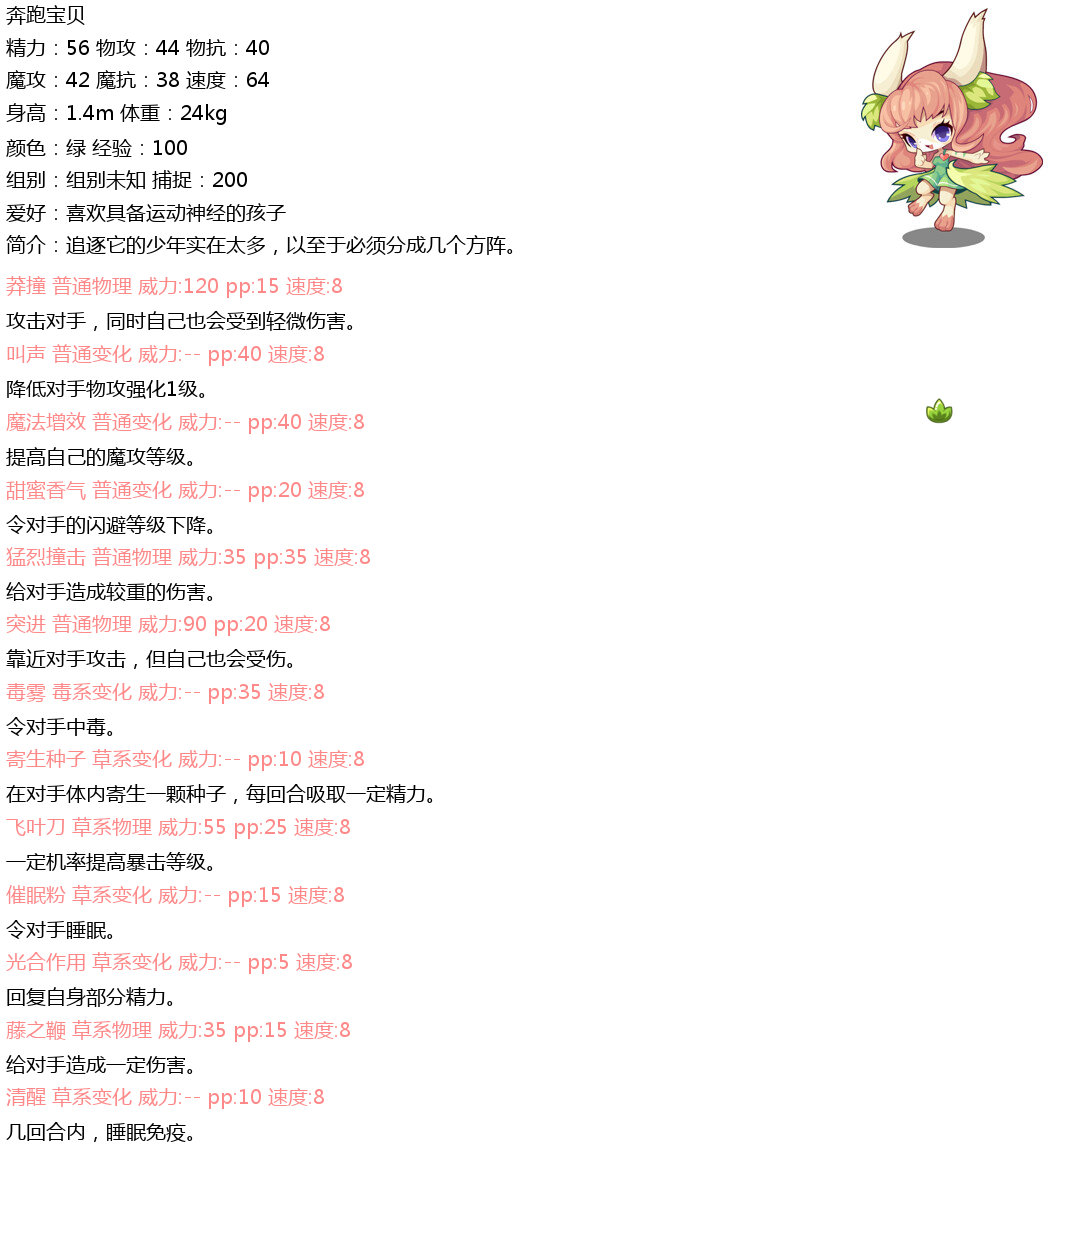 奔跑宝贝
精力：56 物攻：44 物抗：40
魔攻：42 魔抗：38 速度：64
身高：1.4m 体重：24kg
颜色：绿 经验：100
组别：组别未知 捕捉：200
爱好：喜欢具备运动神经的孩子
简介：追逐它的少年实在太多，以至于必须分成几个方阵。
莽撞 普通物理 威力:120 pp:15 速度:8
攻击对手，同时自己也会受到轻微伤害。
叫声 普通变化 威力:-- pp:40 速度:8
降低对手物攻强化1级。
魔法增效 普通变化 威力:-- pp:40 速度:8
提高自己的魔攻等级。
甜蜜香气 普通变化 威力:-- pp:20 速度:8
令对手的闪避等级下降。
猛烈撞击 普通物理 威力:35 pp:35 速度:8
给对手造成较重的伤害。
突进 普通物理 威力:90 pp:20 速度:8
靠近对手攻击，但自己也会受伤。
毒雾 毒系变化 威力:-- pp:35 速度:8
令对手中毒。
寄生种子 草系变化 威力:-- pp:10 速度:8
在对手体内寄生一颗种子，每回合吸取一定精力。
飞叶刀 草系物理 威力:55 pp:25 速度:8
一定机率提高暴击等级。
催眠粉 草系变化 威力:-- pp:15 速度:8
令对手睡眠。
光合作用 草系变化 威力:-- pp:5 速度:8
回复自身部分精力。
藤之鞭 草系物理 威力:35 pp:15 速度:8
给对手造成一定伤害。
清醒 草系变化 威力:-- pp:10 速度:8
几回合内，睡眠免疫。